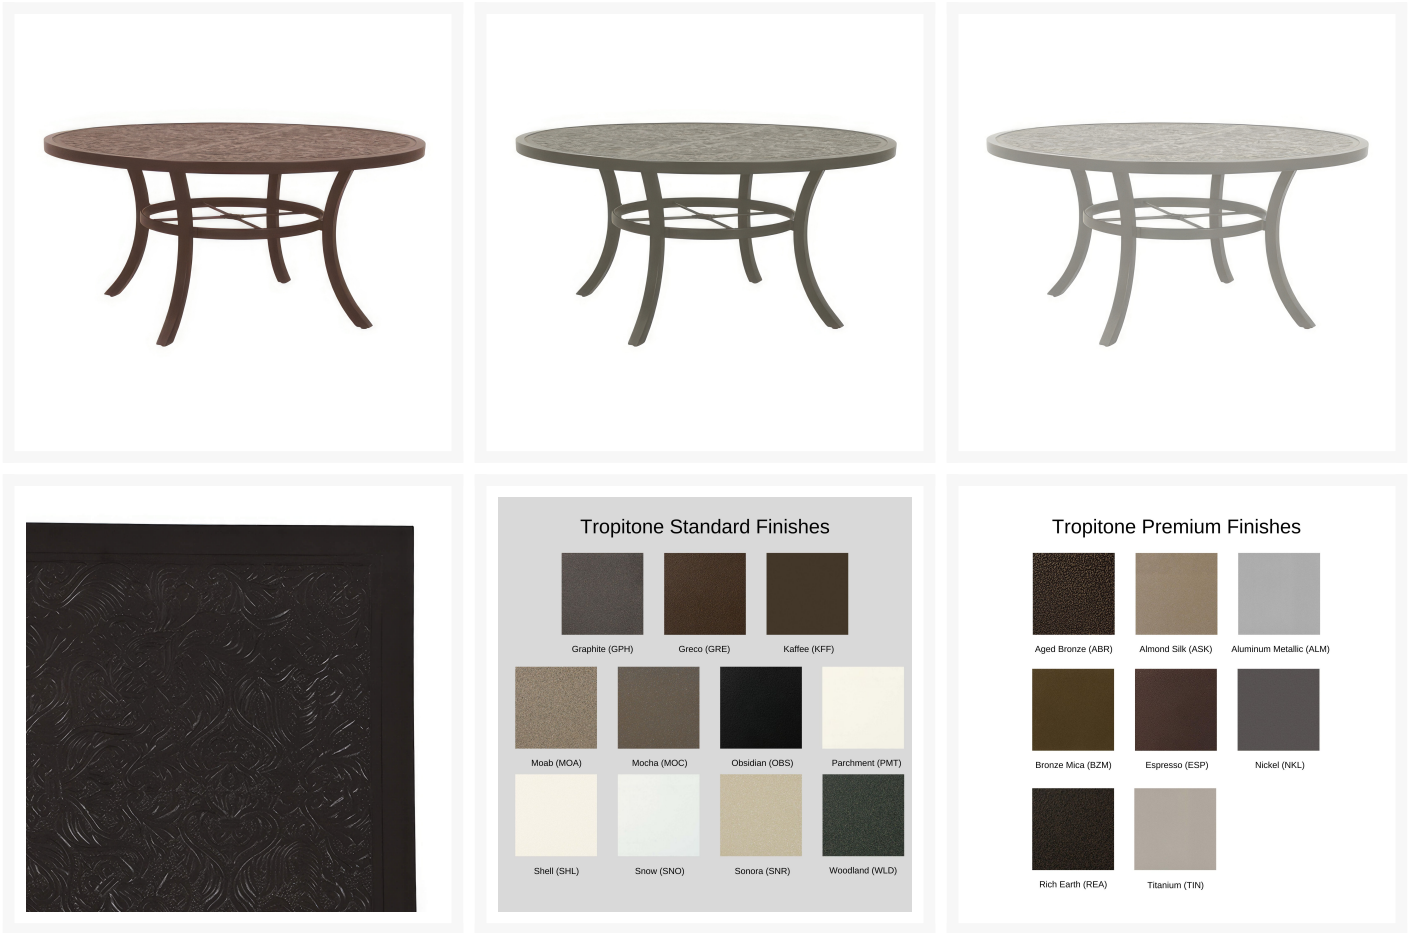 Tropitone Standard Finishes
Graphite (GPH)
Greco (GRE)
Kaffee (KFF)
Moab (MOA)
Mocha (MOC)
Obsidian (OBS)
Parchment (PMT)
Shell (SHL)
Snow (SNO)
Sonora (SNR)
Woodland (WLD)
Tropitone Premium Finishes
Aged Bronze (ABR)
Almond Silk (ASK)
Aluminum Metallic (ALM)
Bronze Mica (BZM)
Espresso (ESP)
Nickel (NKL)
Rich Earth (REA)
Titanium (TIN)